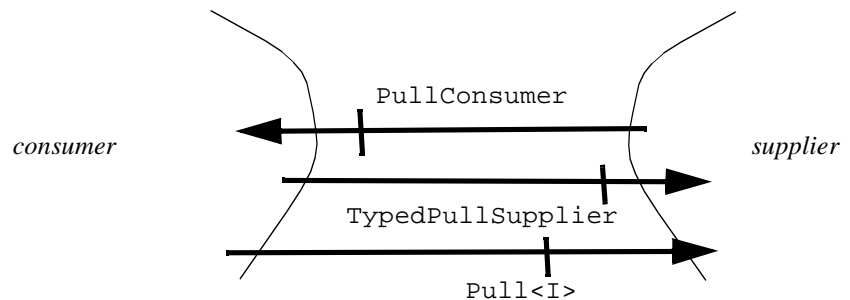 PullConsumer
consumer
supplier
TypedPullSupplier
Pull<I>